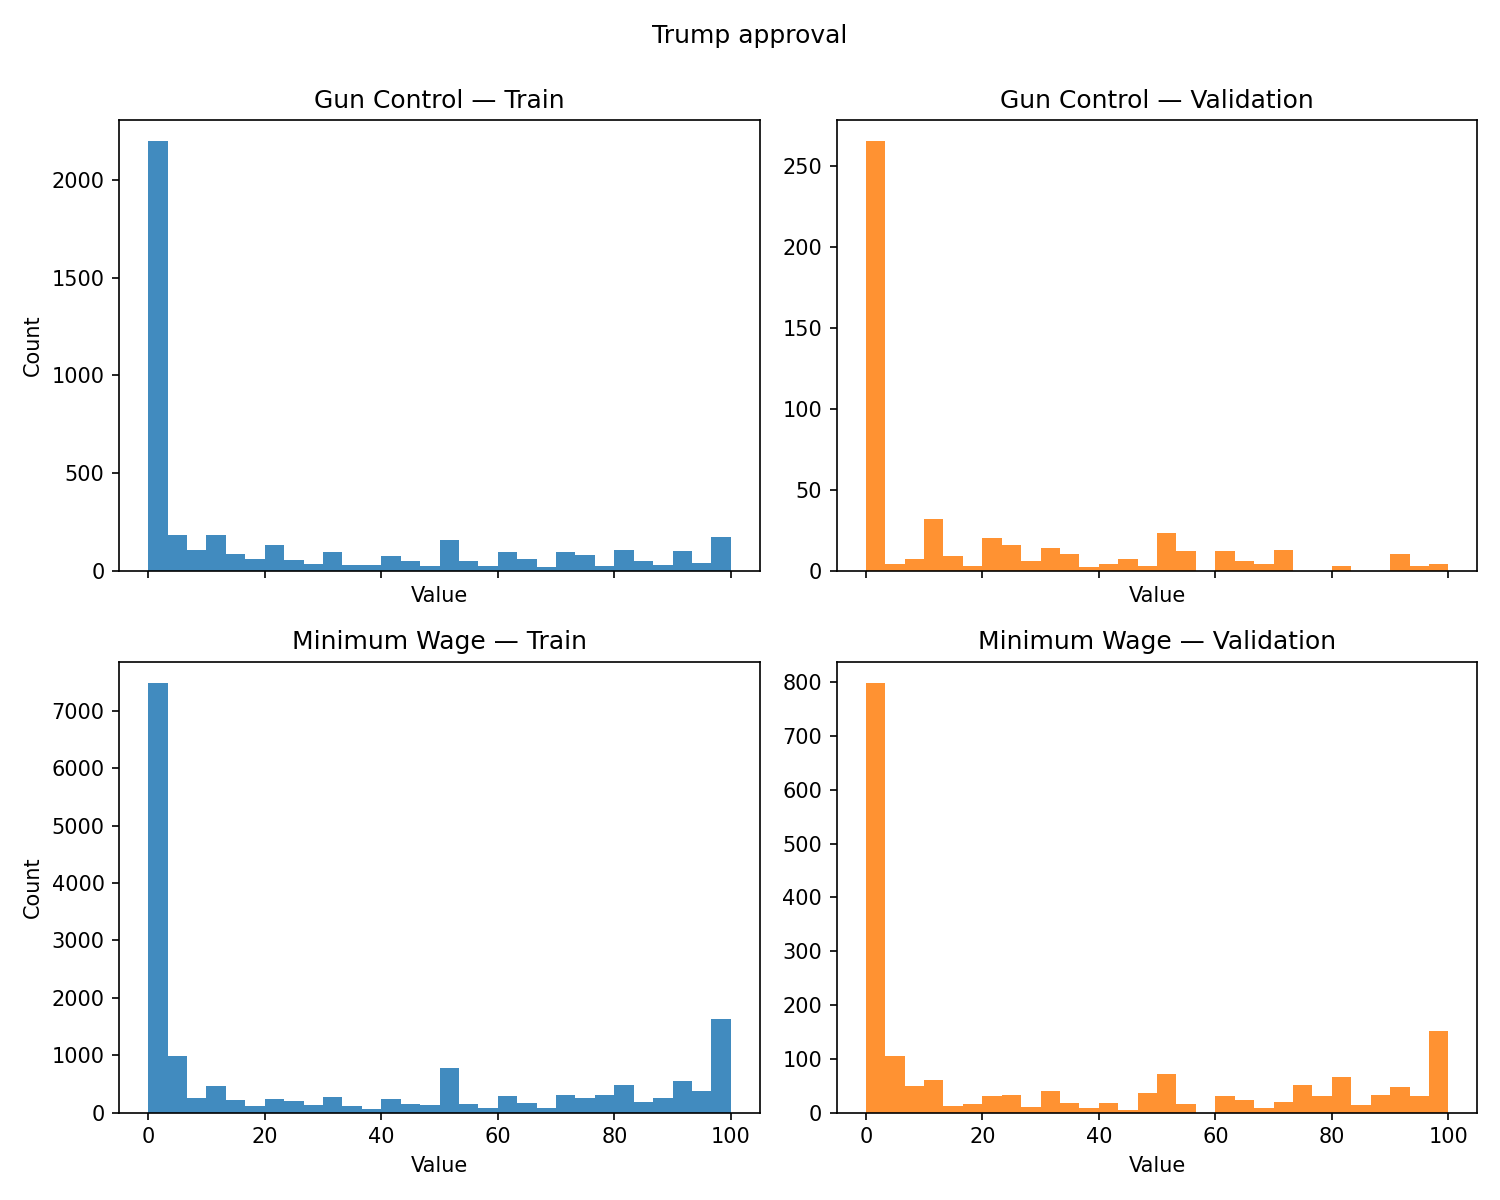 Trump approval
Gun Control — Train
Gun Control — Validation
2000
1500
1000
500
0
Count
Value
250
200
150
100
50
0
Value
Minimum Wage — Train
Minimum Wage — Validation
7000
6000
5000
4000
3000
2000
1000
0
Count
0 20 40 60 80 100
Value
800
700
600
500
400
300
200
100
0
0 20 40 60 80 100
Value